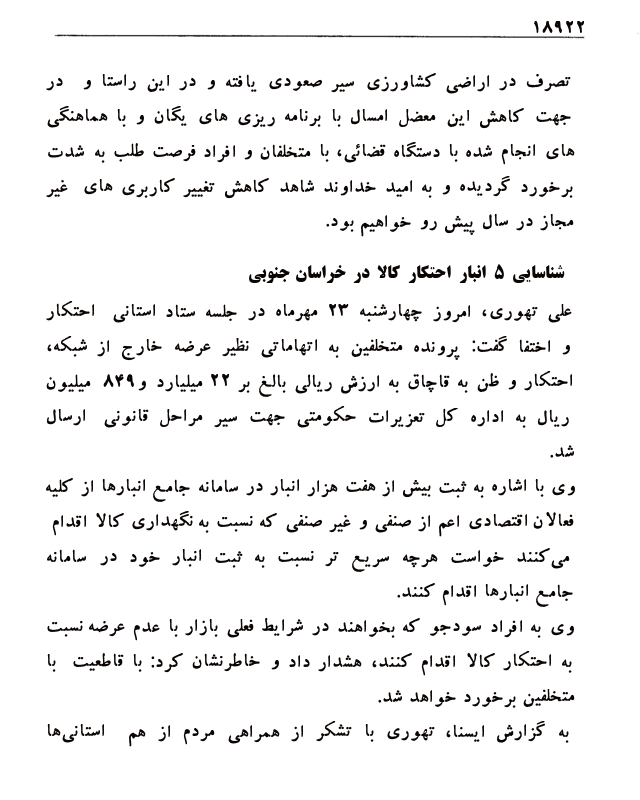 ۱۸۹۲۲
تصرف در اراضی کشاورزی سیر صعودی یافته و در این راستا و در
جهت کاهش این معضل امسال با برنامه ریزی های یگان و با هماهنگی
های انجام شده با دستگاه قضائی، با متخلفان و افراد فرصت طلب به شدت
برخورد گردیده و به امید خداوند شاهد کاهش تغییر کاربری های غیر
مجاز در سال پیش رو خواهیم بود.
شناسایی ۵ انبار احتکار کالا در خراسان جنوبی
علی تهوری، امروز چهارشنبه ۲۳ مهرماه در جلسه ستاد استانی احتکار
و اختفا گفت: پرونده متخلفین به اتهاماتی نظیر عرضه خارج از شبکه،
احتکار و ظن به قاچاق به ارزش ریالی بالغ بر ۲۲ میلیارد و۸۴۹ میلیون
ریال به اداره کل تعزیرات حکومتی جهت سیر مراحل قانونی ارسال
شد.
وی با اشاره به ثبت بیش از هفت هزار انبار در سامانه جامع انبارها از کلیه
فعالان اقتصادی اعم از صنفی و غیر صنفی که نسبت به نگهداری کالا اقدام
می‌کنند خواست هرچه سریع تر نسبت به ثبت انبار خود در سامانه
جامع انبارها اقدام کنند.
وی به افراد سودجو که بخواهند در شرایط فعلی بازار با عدم عرضه نسبت
به احتکار کالا اقدام کنند، هشدار داد و خاطرنشان کرد: با قاطعیت با
متخلفین برخورد خواهد شد.
به گزارش ایسنا، تهوری با تشکر از همراهی مردم از هم استانی‌ها